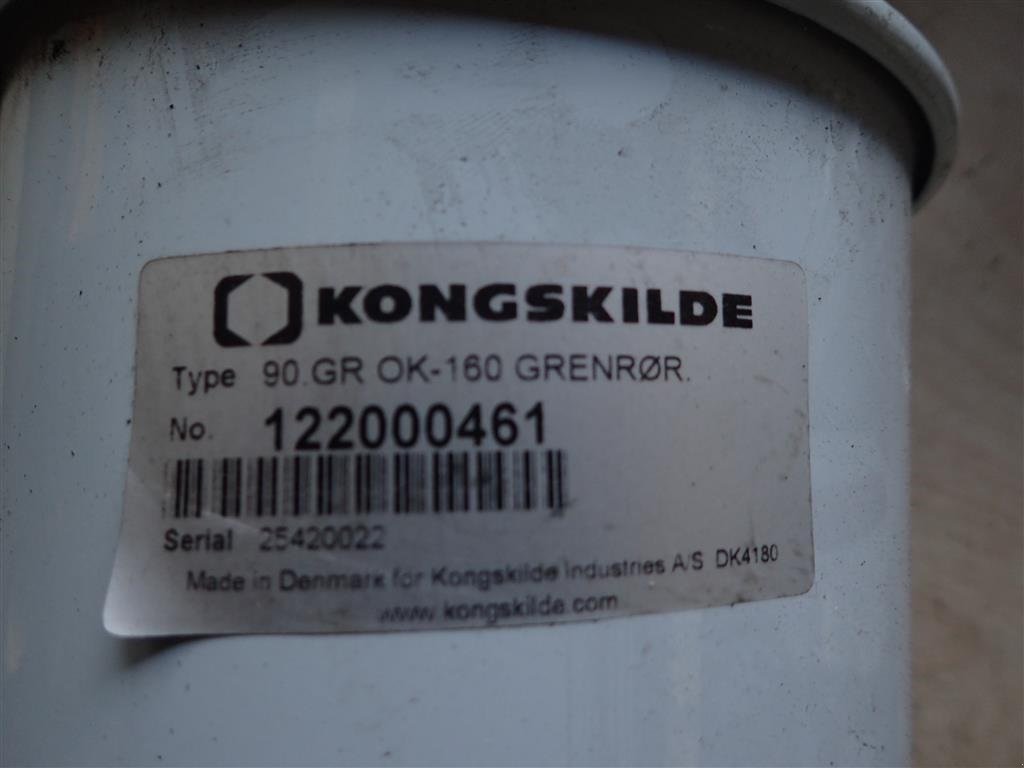 KONGSKILDE
Type 90.GR OK-160 GRENRØR.
No. 122000461
Serial 25420022
Made in Denmark for Kongskilde Industries A/S DK4180
www.kongskilde.com